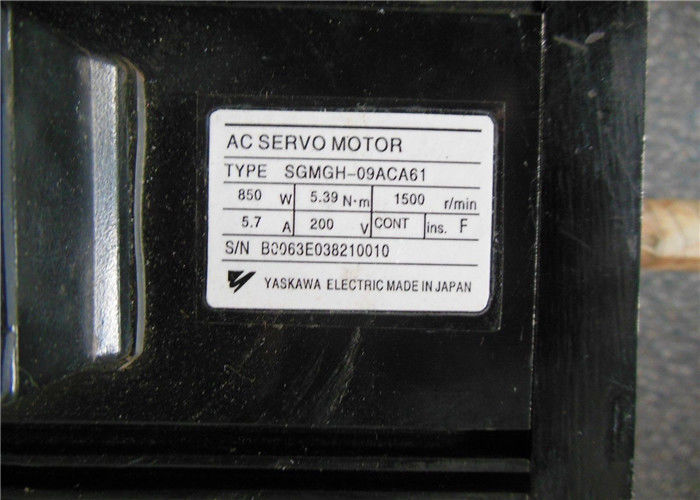 AC SERVO MOTOR
TYPE SGMGH-09ACA61
850 W 5.39 N·m 1500 r/min
5.7 A 200 V CONT ins. F
S/N B0063E038210010
YASKAWA ELECTRIC MADE IN JAPAN